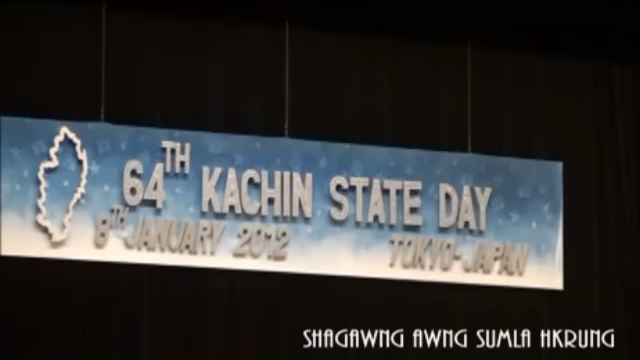 64TH KACHIN STATE DAY
8TH JANUARY 2012 TOKYO-JAPAN
SHAGAWNG AWNG SUMLA HKRUNG